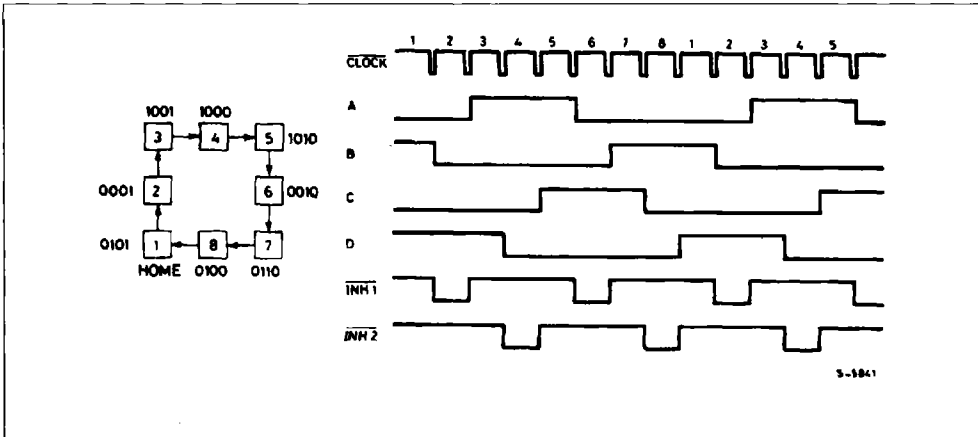 1 2 3 4 5 6 7 8 1 2 3 4 5
CLOCK
A
B
C
D
INH 1
INH 2
1001 1000
3 4 5 1010
0001 2 6 0010
0101 1 8 7
HOME 0100 0110
S-5841